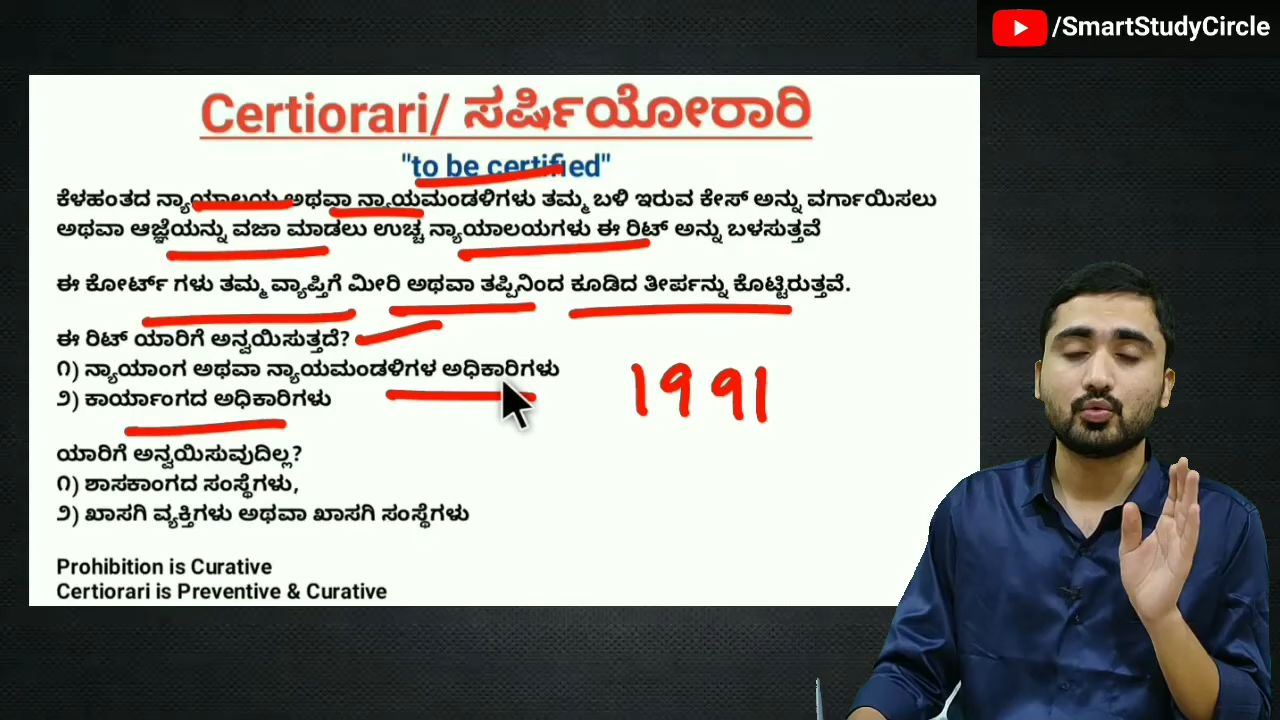 /SmartStudyCircle
Certiorari/ ಸರ್ಷಿಯೋರಾರಿ
"to be certified"
ಕೆಳಹಂತದ ನ್ಯಾಯಾಲಯ ಅಥವಾ ನ್ಯಾಯಮಂಡಳಿಗಳು ತಮ್ಮ ಬಳಿ ಇರುವ ಕೇಸ್ ಅನ್ನು ವರ್ಗಾಯಿಸಲು
ಅಥವಾ ಆಜ್ಞೆಯನ್ನು ವಜಾ ಮಾಡಲು ಉಚ್ಚ ನ್ಯಾಯಾಲಯಗಳು ಈ ರಿಟ್ ಅನ್ನು ಬಳಸುತ್ತವೆ
ಈ ಕೋರ್ಟ್ ಗಳು ತಮ್ಮ ವ್ಯಾಪ್ತಿಗೆ ಮೀರಿ ಅಥವಾ ತಪ್ಪಿನಿಂದ ಕೂಡಿದ ತೀರ್ಪನ್ನು ಕೊಟ್ಟಿರುತ್ತವೆ.
ಈ ರಿಟ್ ಯಾರಿಗೆ ಅನ್ವಯಿಸುತ್ತದೆ?
೧) ನ್ಯಾಯಾಂಗ ಅಥವಾ ನ್ಯಾಯಮಂಡಳಿಗಳ ಅಧಿಕಾರಿಗಳು
1991
೨) ಕಾರ್ಯಾಂಗದ ಅಧಿಕಾರಿಗಳು
ಯಾರಿಗೆ ಅನ್ವಯಿಸುವುದಿಲ್ಲ?
೧) ಶಾಸಕಾಂಗದ ಸಂಸ್ಥೆಗಳು,
೨) ಖಾಸಗಿ ವ್ಯಕ್ತಿಗಳು ಅಥವಾ ಖಾಸಗಿ ಸಂಸ್ಥೆಗಳು
Prohibition is Curative
Certiorari is Preventive & Curative